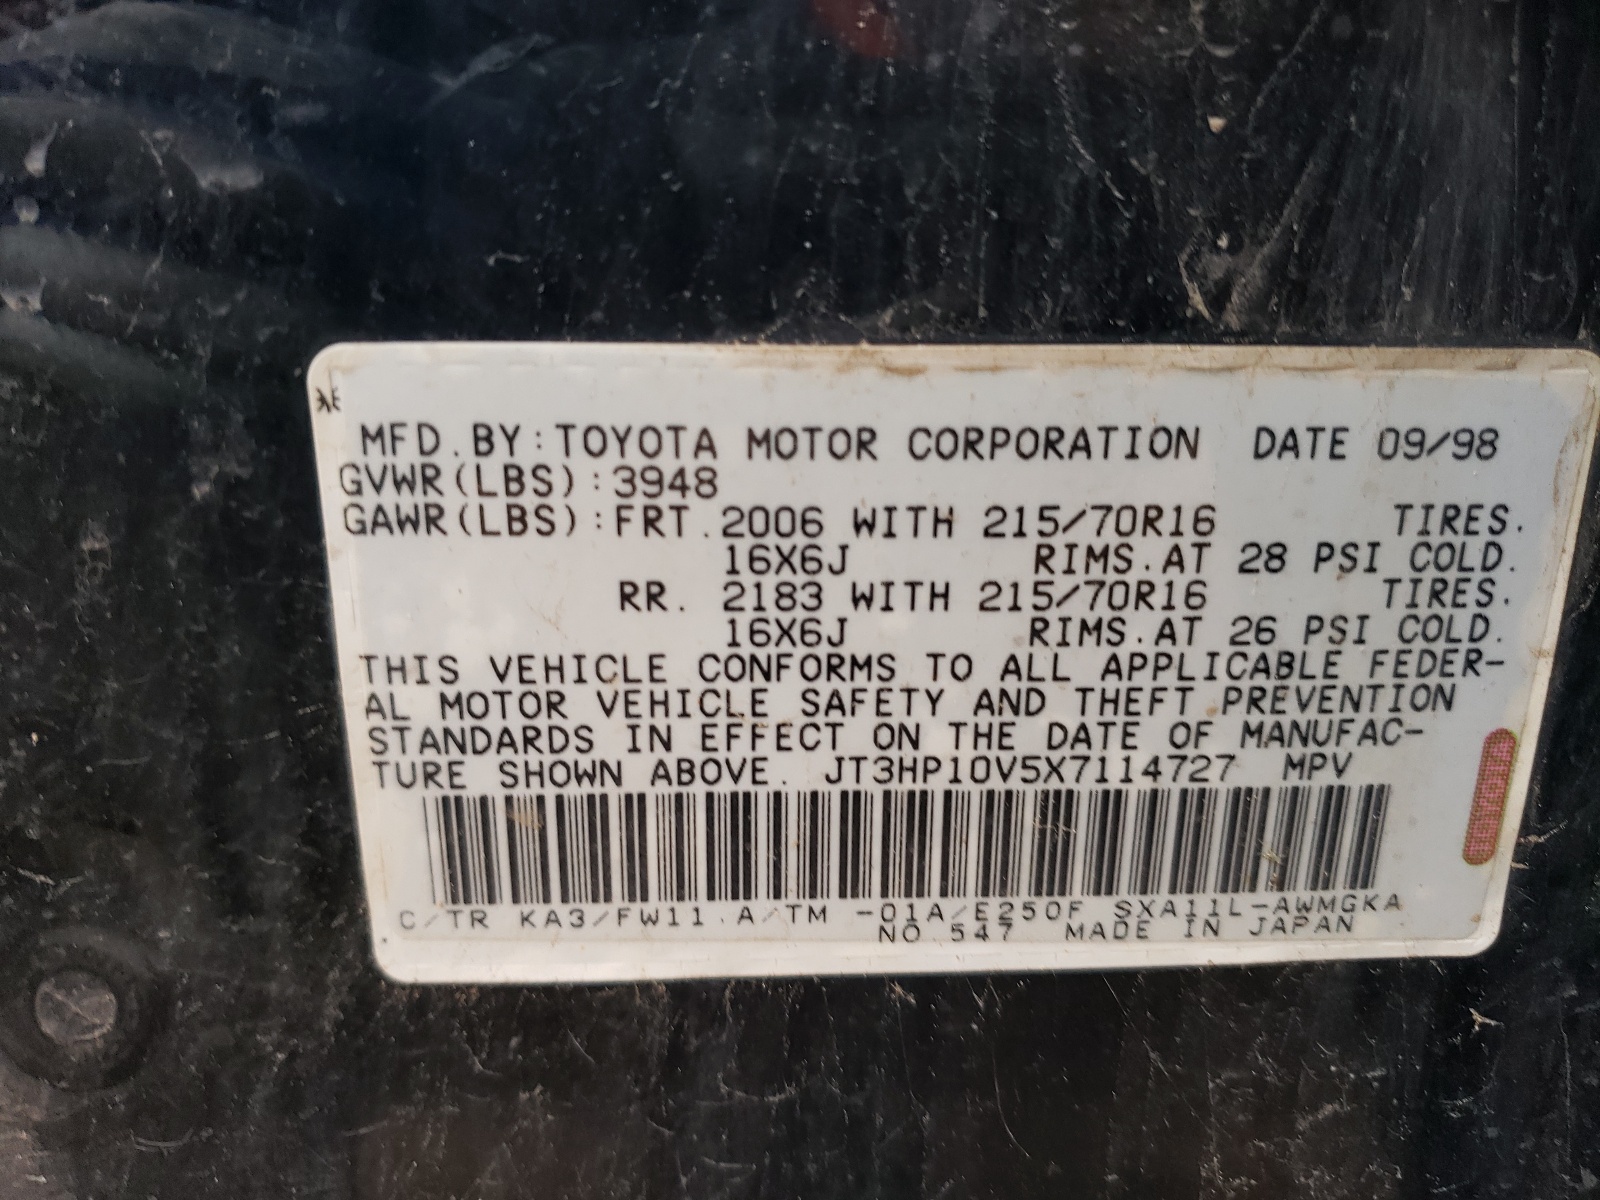 MFD. BY: TOYOTA MOTOR CORPORATION DATE 09/98
GVWR(LBS):3948
GAWR(LBS):FRT. 2006 WITH 215/70R16 TIRES.
16X6J RIMS. AT 28 PSI COLD.
RR. 2183 WITH 215/70R16 TIRES.
16X6J RIMS. AT 26 PSI COLD.
THIS VEHICLE CONFORMS TO ALL APPLICABLE FEDER-
AL MOTOR VEHICLE SAFETY AND THEFT PREVENTION
STANDARDS IN EFFECT ON THE DATE OF MANUFAC-
TURE SHOWN ABOVE. JT3HP10V5X7114727 MPV
C/TR KA3/FW11. A/TM -01A/E250F SXA11L-AWMGKA
NO. 547 MADE IN JAPAN